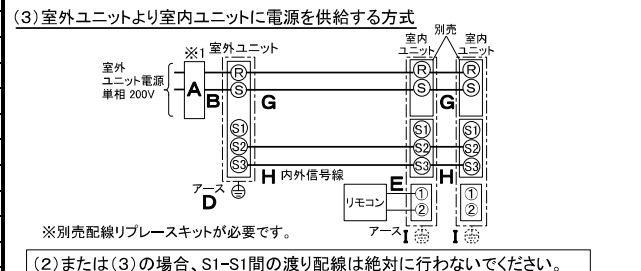 (3)室外ユニットより室内ユニットに電源を供給する方式
別売
※1 室外ユニット
室内
ユニット
室内
ユニット
室外
ユニット電源
単相 200V
A
B
R
S
G
R
S
G
R
S
S1
S2
S3
S1
S2
S3
S1
S2
S3
H 内外信号線
H
E
アース
D
リモコン
①
②
①
②
アース I
I
※別売配線リプレースキットが必要です。
(2)または(3)の場合、S1-S1間の渡り配線は絶対に行わないでください。